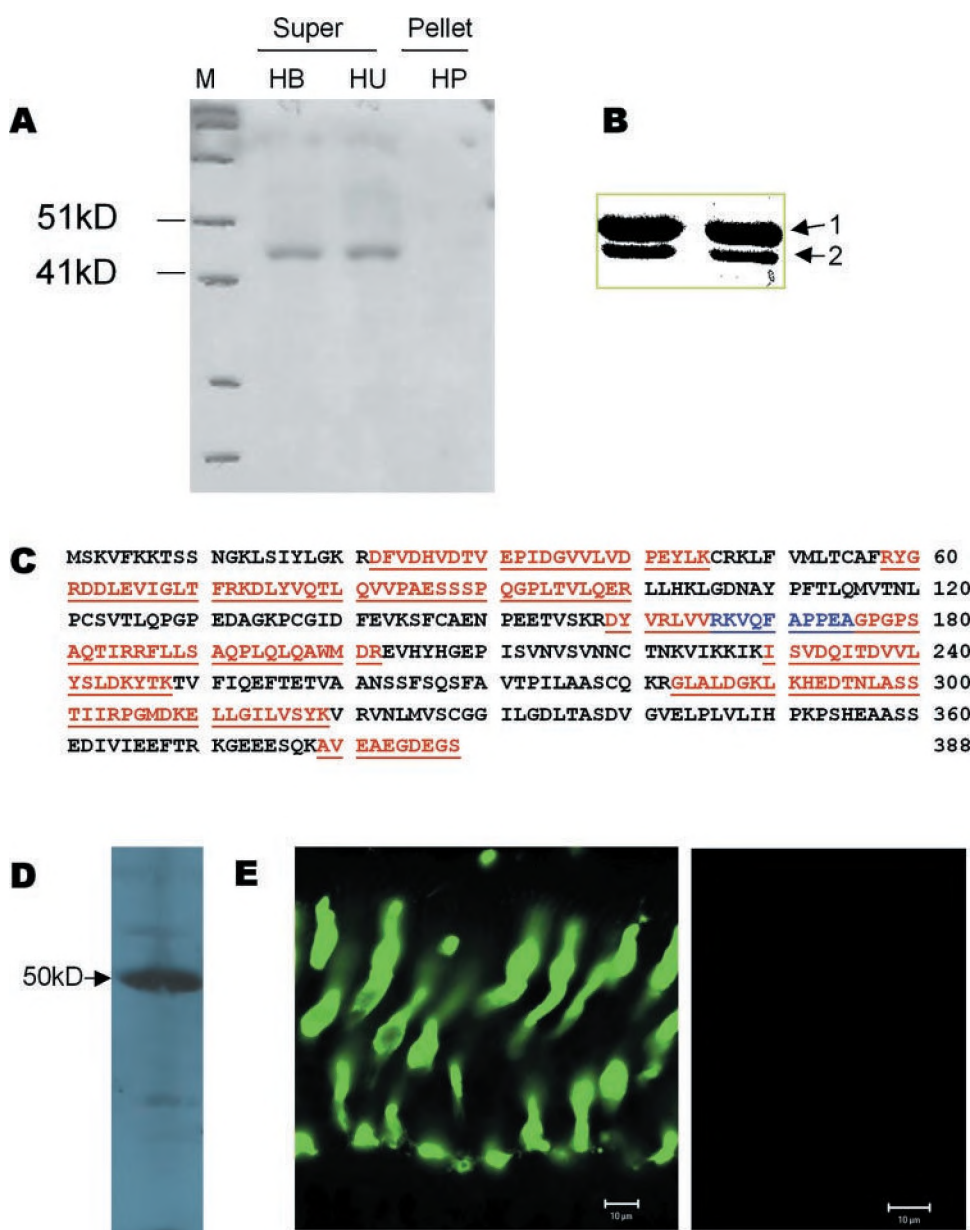 Super Pellet
M HB HU HP
A
51kD
41kD
B
1
2
C
MSKVFKKTSS NGKLSIYLGK RDFVDHVDTV EPIDGVVLVD PEYLKCRKLF VMLTCAFRYG 60
RDDLEVIGLT FRKDLYVQTL QVVPAESSSP QGPLTVLQER LLHKLGDNAY PFTLQMVTNL 120
PCSVTLQPGP EDAGKPCGID FEVKSFCAEN PEETVSKRDY VRLVVRKVQF APPEAGPGPS 180
AQTIRRFLLS AQPLQLQAWM DREVHYHGEP ISVNVSVNNC TNKVIKKIKI SVDQITDVVL 240
YSLDKYTKTV FIQEFTETVA ANSSFSQSFA VTPILAASCQ KRGLALDGKL KHEDTNLASS 300
TIIRPGMDKE LLGILVSYKV RVNLMVSCGG ILGDLTASDV GVELPLVLIH PKPSHEAASS 360
EDIVIEEFTR KGEEESQKAV EAEGDEGS 388
D
50kD
E
10 µm
10 µm